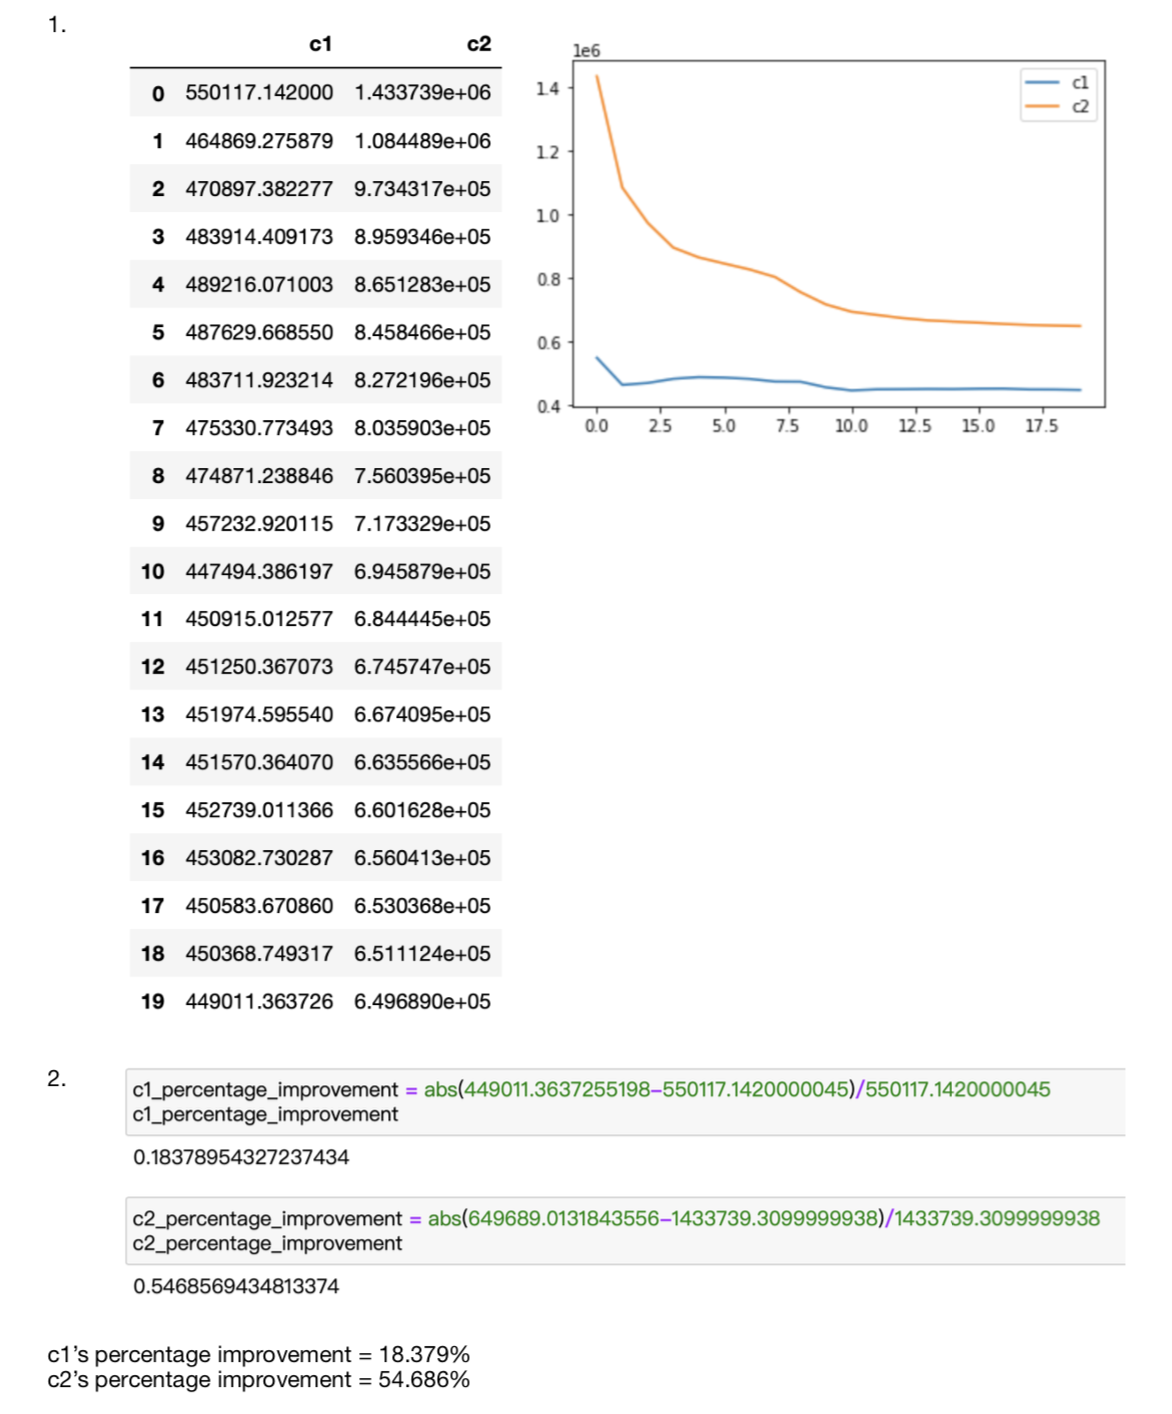 1.
c1 c2
0 550117.142000 1.433739e+06
1 464869.275879 1.084489e+06
2 470897.382277 9.734317e+05
3 483914.409173 8.959346e+05
4 489216.071003 8.651283e+05
5 487629.668550 8.458466e+05
6 483711.923214 8.272196e+05
7 475330.773493 8.035903e+05
8 474871.238846 7.560395e+05
9 457232.920115 7.173329e+05
10 447494.386197 6.945879e+05
11 450915.012577 6.844445e+05
12 451250.367073 6.745747e+05
13 451974.595540 6.674095e+05
14 451570.364070 6.635566e+05
15 452739.011366 6.601628e+05
16 453082.730287 6.560413e+05
17 450583.670860 6.530368e+05
18 450368.749317 6.511124e+05
19 449011.363726 6.496890e+05
1e6
c1
c2
1.4
1.2
1.0
0.8
0.6
0.4
0.0 2.5 5.0 7.5 10.0 12.5 15.0 17.5
2.
c1_percentage_improvement = abs(449011.3637255198–550117.1420000045)/550117.1420000045
c1_percentage_improvement
0.18378954327237434
c2_percentage_improvement = abs(649689.0131843556–1433739.3099999938)/1433739.3099999938
c2_percentage_improvement
0.5468569434813374
c1’s percentage improvement = 18.379%
c2’s percentage improvement = 54.686%